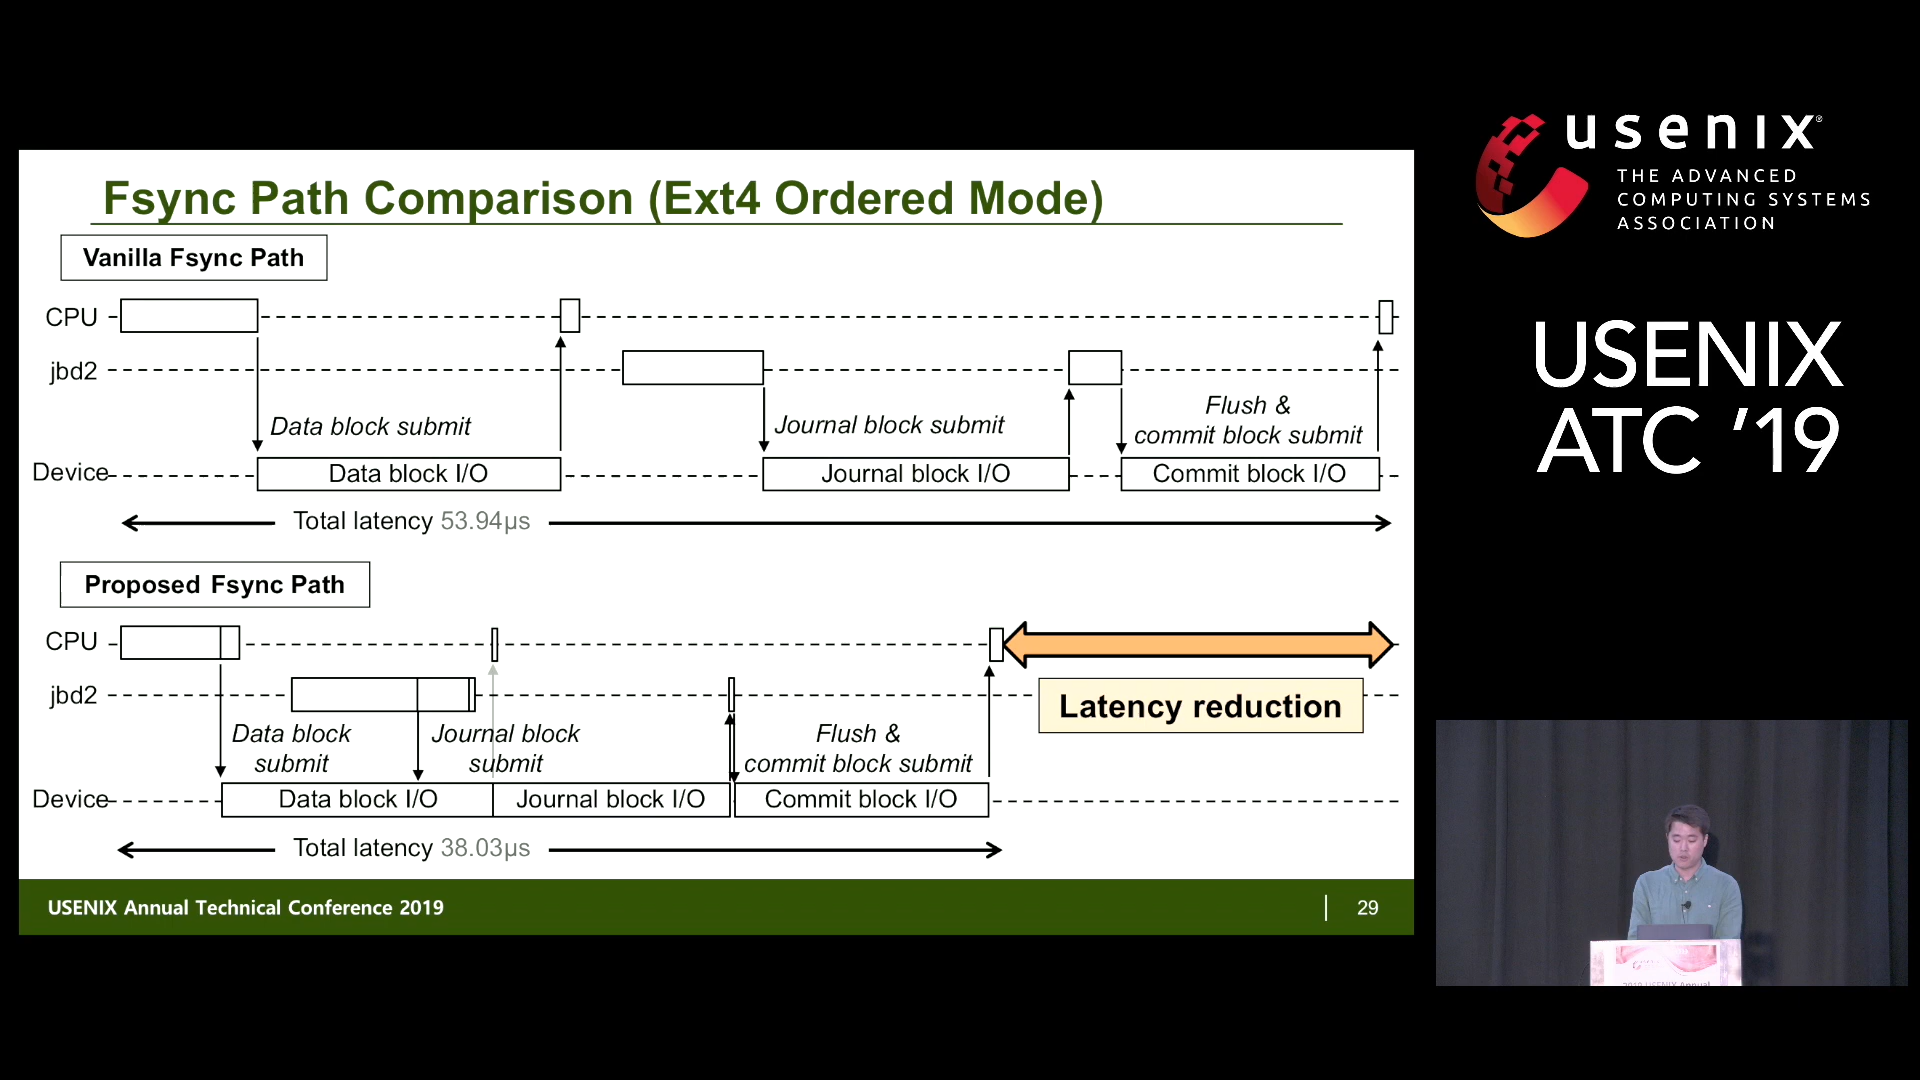 Fsync Path Comparison (Ext4 Ordered Mode)
Vanilla Fsync Path
CPU
jbd2
Data block submit
Journal block submit
Flush &
commit block submit
Device
Data block I/O
Journal block I/O
Commit block I/O
Total latency 53.94µs
Proposed Fsync Path
CPU
jbd2
Latency reduction
Data block
submit
Journal block
submit
Flush &
commit block submit
Device
Data block I/O
Journal block I/O
Commit block I/O
Total latency 38.03µs
USENIX Annual Technical Conference 2019
29
usenix®
THE ADVANCED
COMPUTING SYSTEMS
ASSOCIATION
USENIX
ATC '19